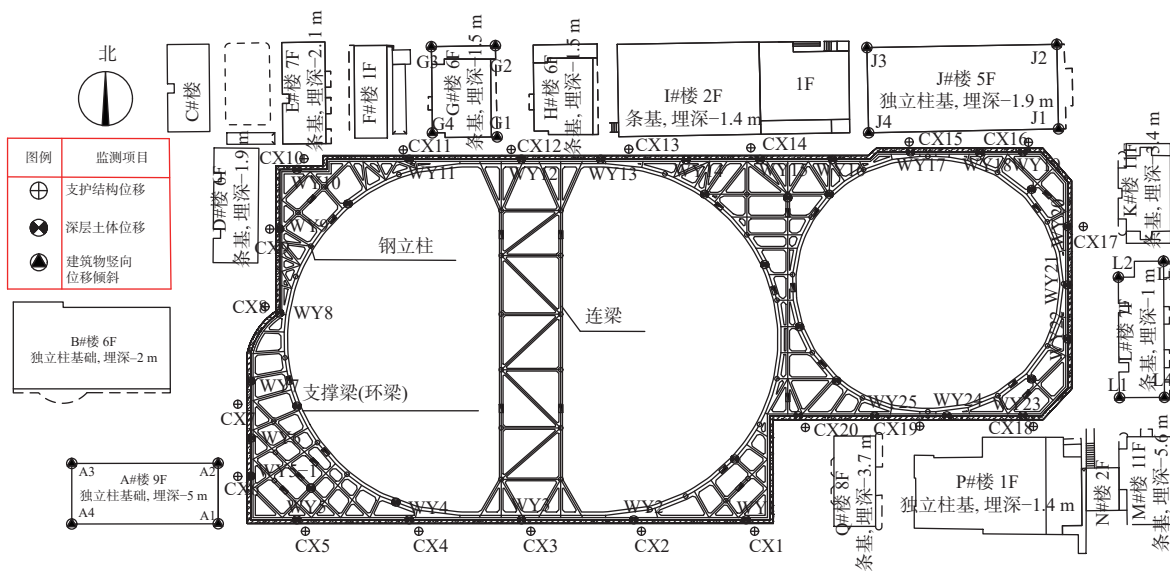 北
C#楼
E#楼 7F
条基, 埋深−2.1 m
F#楼 1F
G3
G2
G#楼 6F
条基, 埋深−1.5 m
G4
G1
H#楼 6F
条基, 埋深−1.5 m
I#楼 2F
条基, 埋深−1.4 m
1F
J3
J2
J#楼 5F
独立柱基, 埋深−1.9 m
J4
J1
图例
监测项目
支护结构位移
深层土体位移
建筑物竖向
位移倾斜
D#楼 6F
条基, 埋深−1.9 m
CX10
CX11
CX12
CX13
CX14
CX15
CX16
WY10
WY11
WY12
WY13
WY17
K#楼 11F
WY9
CX17
钢立柱
WY21
L2
L#楼 7F
条基, 埋深−1 m
L1
CX8
WY8
连梁
B#楼 6F
独立柱基础, 埋深−2 m
WY7
支撑梁(环梁)
WY25
WY24
WY23
CX20
CX19
CX18
WY5−1
A3
A2
A#楼 9F
独立柱基础, 埋深−5 m
A4
A1
WY4
WY3
WY2
WY1
CX5
CX4
CX3
CX2
CX1
Q#楼 8F
条基, 埋深−3.7 m
P#楼 1F
独立柱基, 埋深−1.4 m
N#楼 2F
M#楼 11F
条基, 埋深−5.6 m